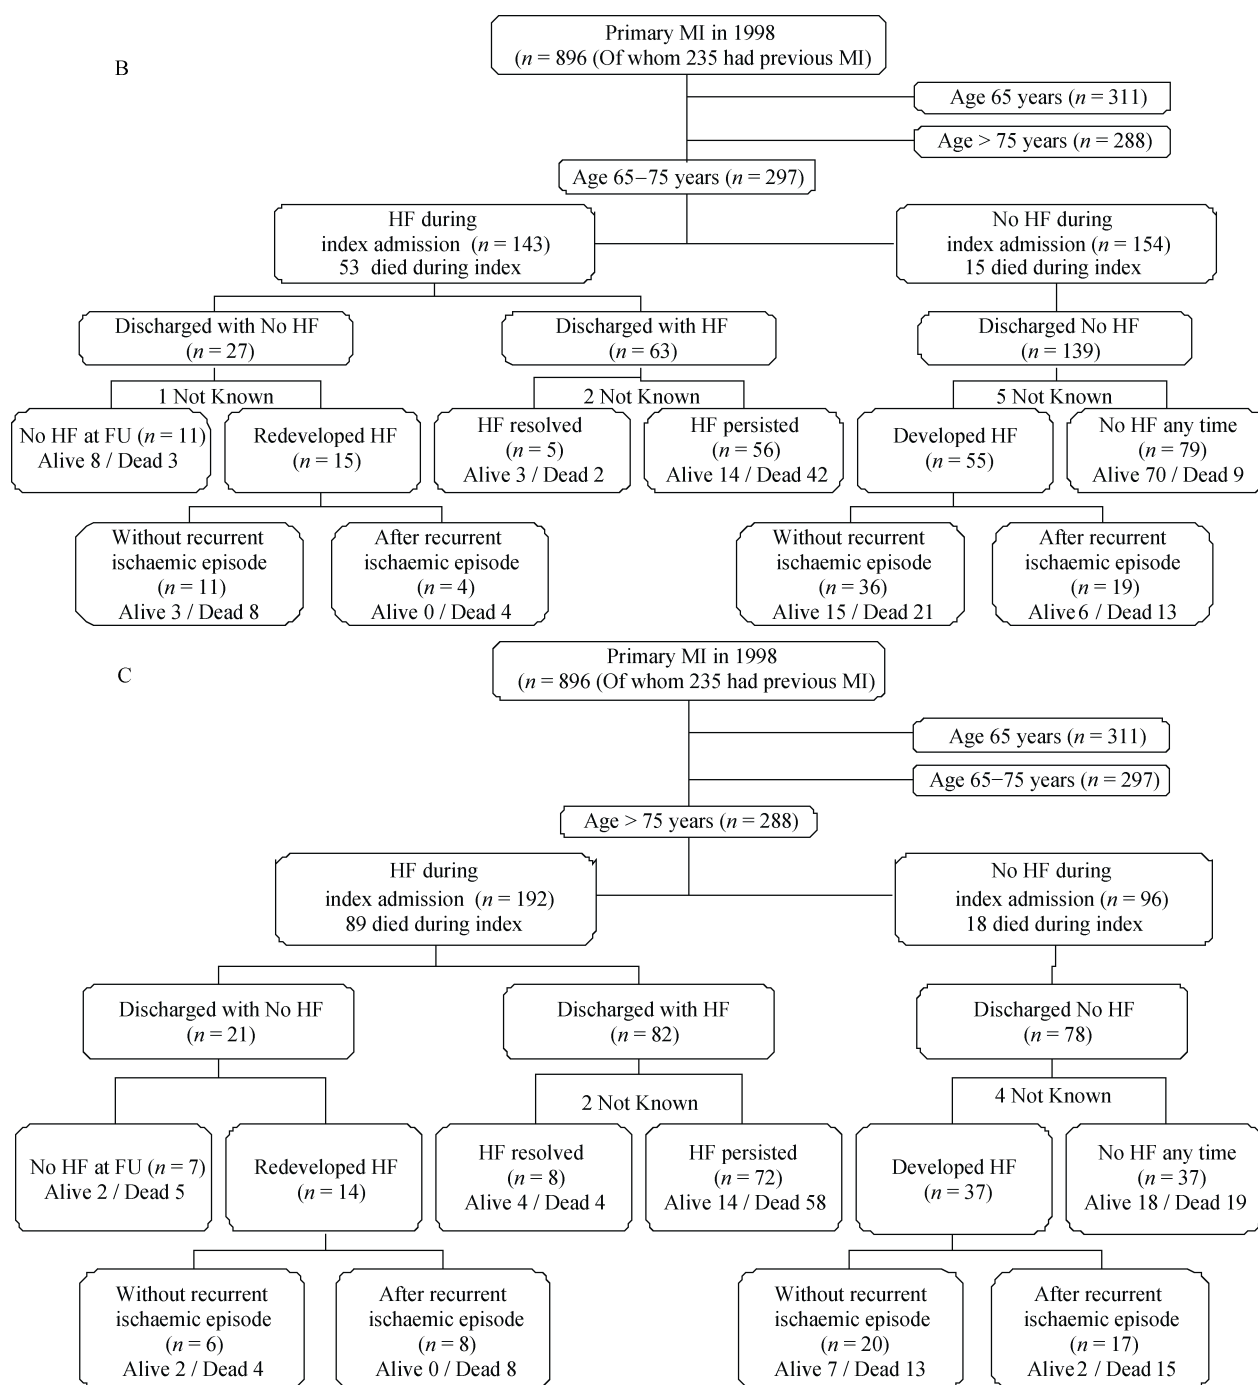 B
Primary MI in 1998
(n = 896 (Of whom 235 had previous MI)
Age 65 years (n = 311)
Age > 75 years (n = 288)
Age 65−75 years (n = 297)
HF during
index admission (n = 143)
53 died during index
No HF during
index admission (n = 154)
15 died during index
Discharged with No HF
(n = 27)
Discharged with HF
(n = 63)
Discharged No HF
(n = 139)
1 Not Known
2 Not Known
5 Not Known
No HF at FU (n = 11)
Alive 8 / Dead 3
Redeveloped HF
(n = 15)
HF resolved
(n = 5)
Alive 3 / Dead 2
HF persisted
(n = 56)
Alive 14 / Dead 42
Developed HF
(n = 55)
No HF any time
(n = 79)
Alive 70 / Dead 9
Without recurrent
ischaemic episode
(n = 11)
Alive 3 / Dead 8
After recurrent
ischaemic episode
(n = 4)
Alive 0 / Dead 4
Without recurrent
ischaemic episode
(n = 36)
Alive 15 / Dead 21
After recurrent
ischaemic episode
(n = 19)
Alive 6 / Dead 13
C
Primary MI in 1998
(n = 896 (Of whom 235 had previous MI)
Age 65 years (n = 311)
Age 65−75 years (n = 297)
Age > 75 years (n = 288)
HF during
index admission (n = 192)
89 died during index
No HF during
index admission (n = 96)
18 died during index
Discharged with No HF
(n = 21)
Discharged with HF
(n = 82)
Discharged No HF
(n = 78)
2 Not Known
4 Not Known
No HF at FU (n = 7)
Alive 2 / Dead 5
Redeveloped HF
(n = 14)
HF resolved
(n = 8)
Alive 4 / Dead 4
HF persisted
(n = 72)
Alive 14 / Dead 58
Developed HF
(n = 37)
No HF any time
(n = 37)
Alive 18 / Dead 19
Without recurrent
ischaemic episode
(n = 6)
Alive 2 / Dead 4
After recurrent
ischaemic episode
(n = 8)
Alive 0 / Dead 8
Without recurrent
ischaemic episode
(n = 20)
Alive 7 / Dead 13
After recurrent
ischaemic episode
(n = 17)
Alive 2 / Dead 15